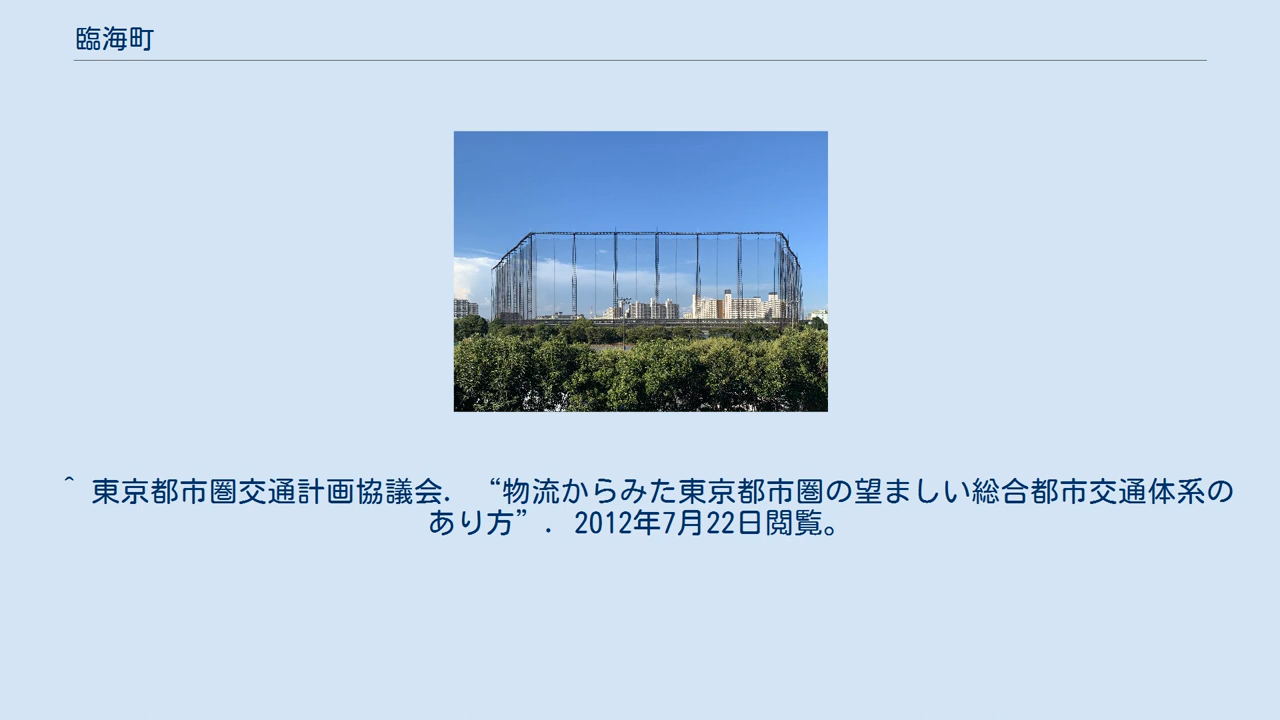 臨海町
^ 東京都市圏交通計画協議会. “物流からみた東京都市圏の望ましい総合都市交通体系の
あり方”. 2012年7月22日閲覧。